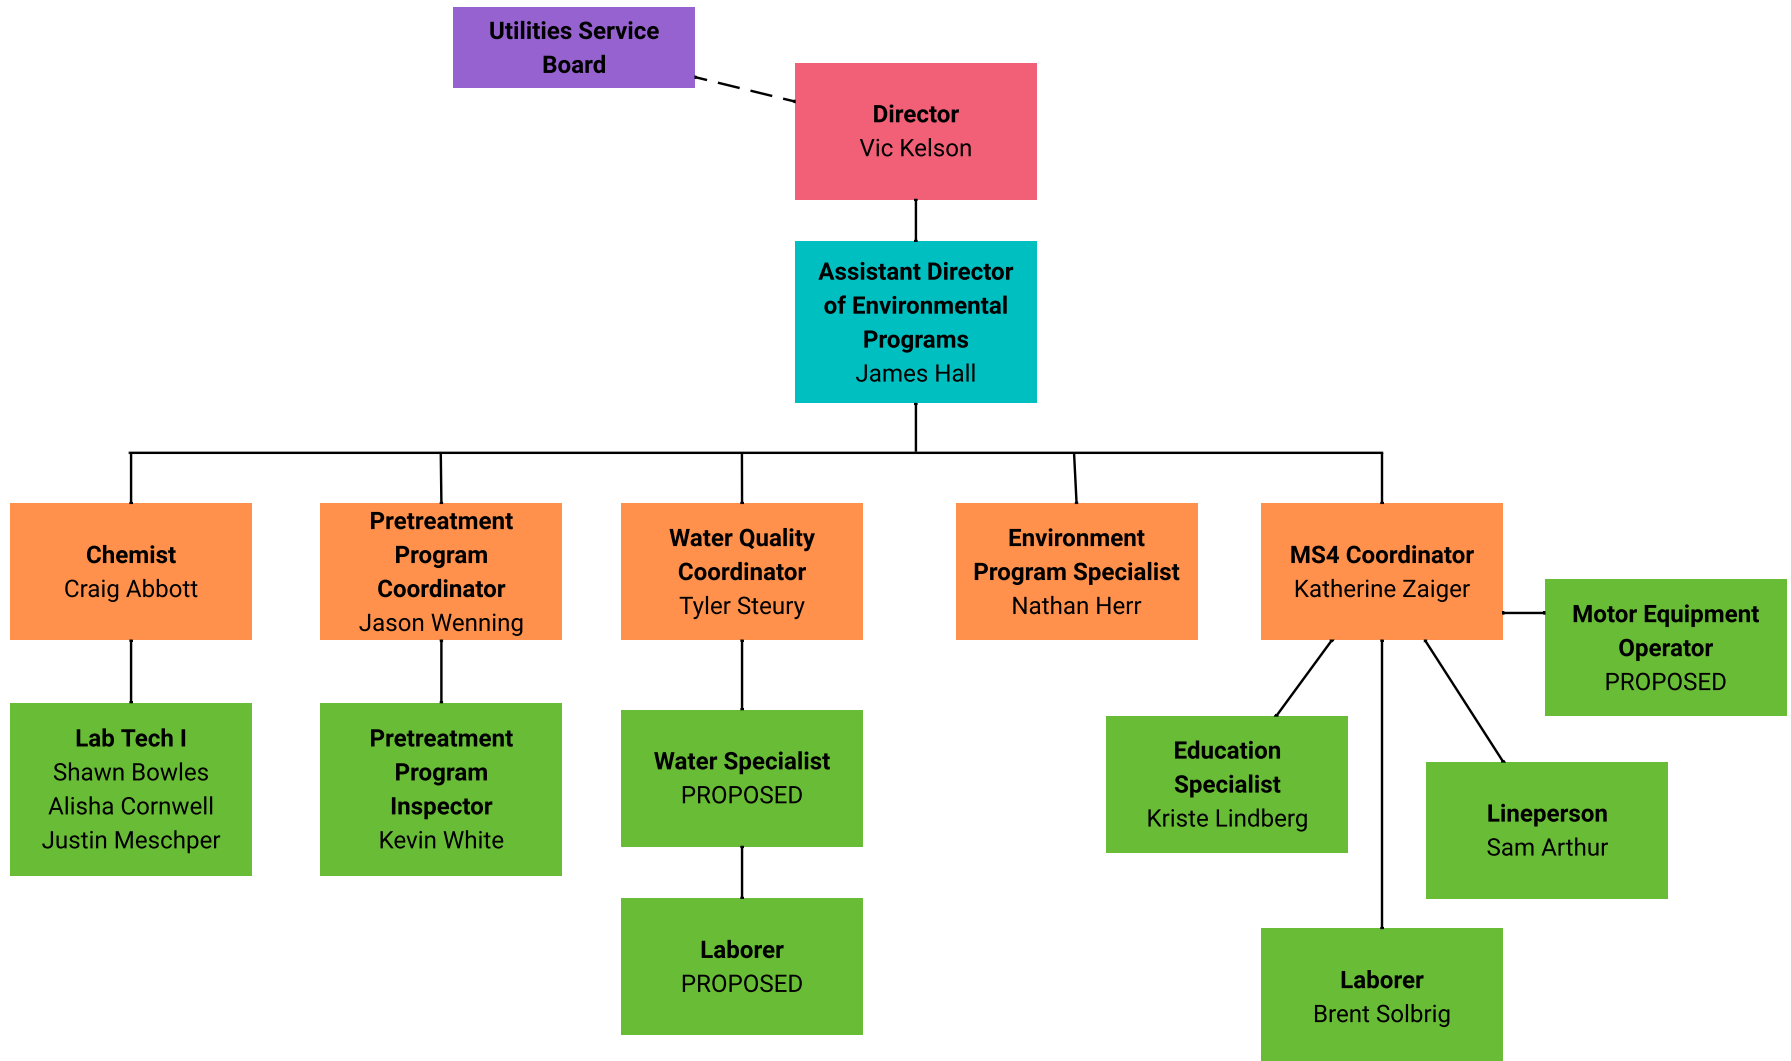 Utilities Service
Board
Director
Vic Kelson
Assistant Director
of Environmental
Programs
James Hall
Chemist
Craig Abbott
Pretreatment
Program
Coordinator
Jason Wenning
Water Quality
Coordinator
Tyler Steury
Environment
Program Specialist
Nathan Herr
MS4 Coordinator
Katherine Zaiger
Motor Equipment
Operator
PROPOSED
Lab Tech I
Shawn Bowles
Alisha Cornwell
Justin Meschper
Pretreatment
Program
Inspector
Kevin White
Water Specialist
PROPOSED
Education
Specialist
Kriste Lindberg
Lineperson
Sam Arthur
Laborer
PROPOSED
Laborer
Brent Solbrig